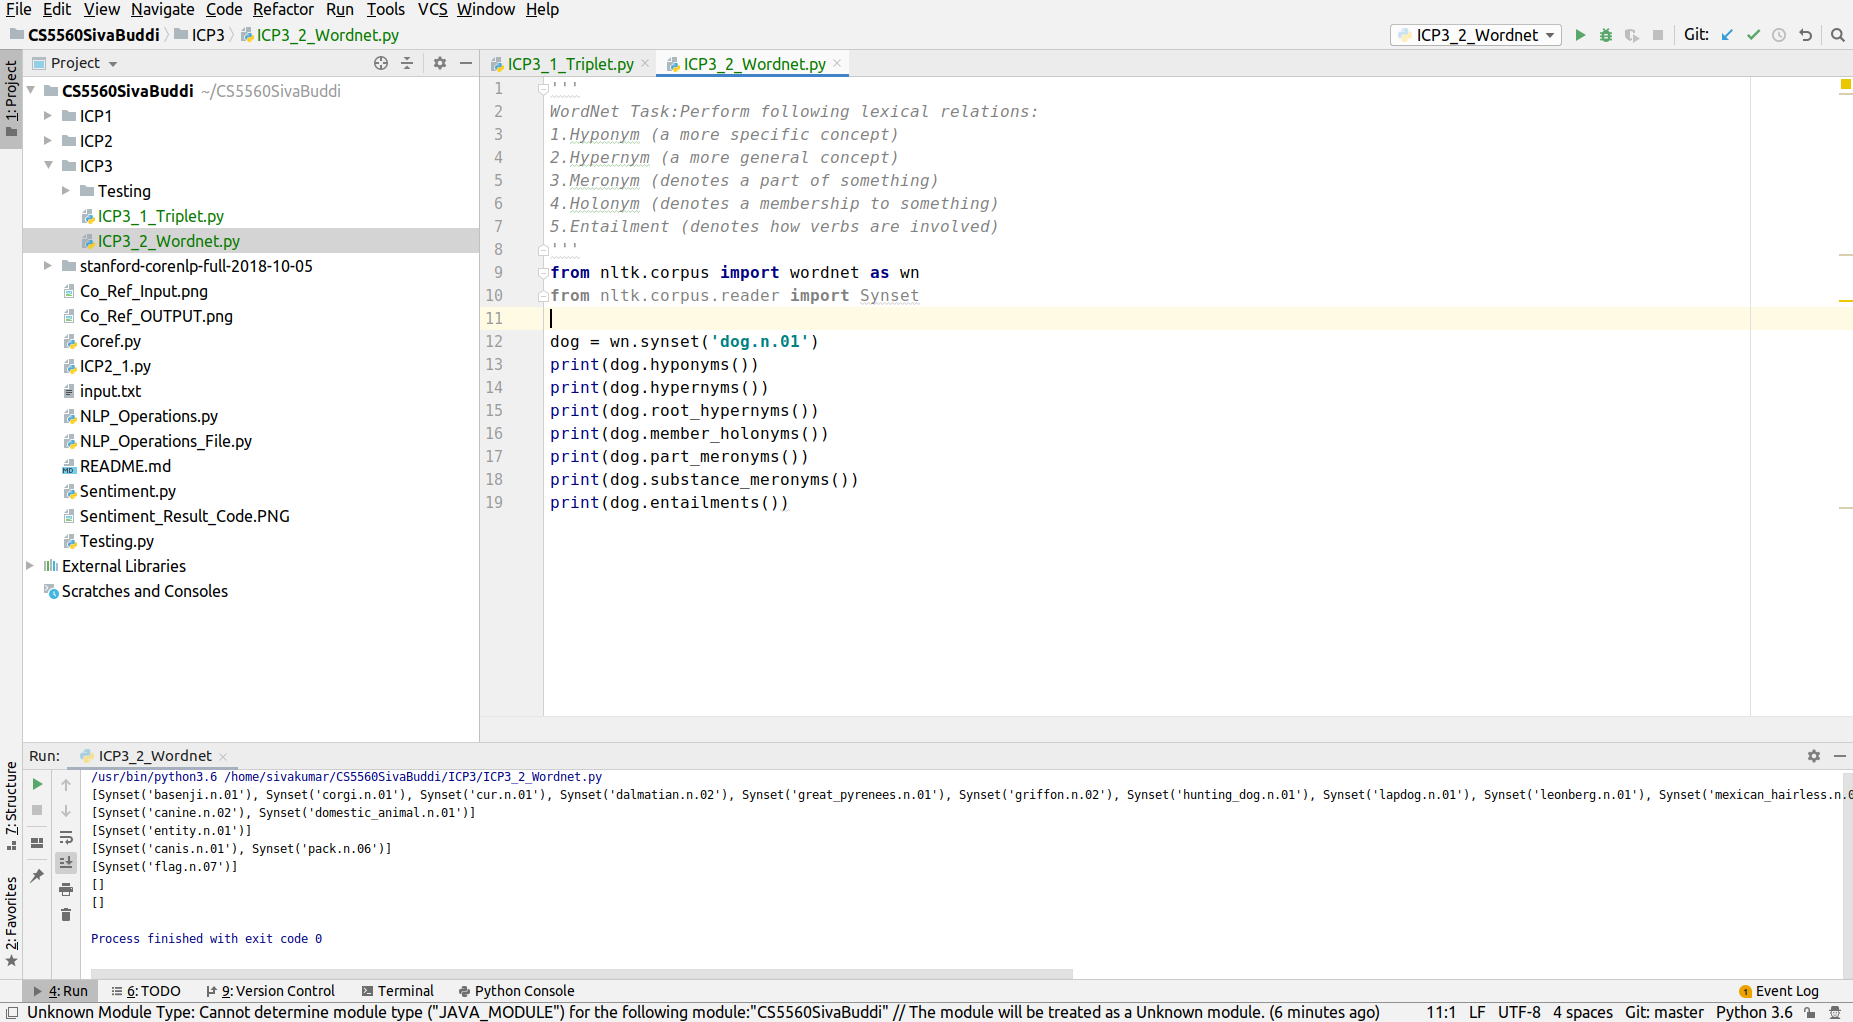 File Edit View Navigate Code Refactor Run Tools VCS Window Help
CS5560SivaBuddi ICP3 ICP3_2_Wordnet.py ICP3_2_Wordnet Git:
1: Project
Project
CS5560SivaBuddi ~/CS5560SivaBuddi
ICP1
ICP2
ICP3
Testing
ICP3_1_Triplet.py
ICP3_2_Wordnet.py
stanford-corenlp-full-2018-10-05
Co_Ref_Input.png
Co_Ref_OUTPUT.png
Coref.py
ICP2_1.py
input.txt
NLP_Operations.py
NLP_Operations_File.py
README.md
Sentiment.py
Sentiment_Result_Code.PNG
Testing.py
External Libraries
Scratches and Consoles
ICP3_1_Triplet.py ICP3_2_Wordnet.py
1 '''
2 WordNet Task:Perform following lexical relations:
3 1.Hyponym (a more specific concept)
4 2.Hypernym (a more general concept)
5 3.Meronym (denotes a part of something)
6 4.Holonym (denotes a membership to something)
7 5.Entailment (denotes how verbs are involved)
8 '''
9 from nltk.corpus import wordnet as wn
10 from nltk.corpus.reader import Synset
11
12 dog = wn.synset('dog.n.01')
13 print(dog.hyponyms())
14 print(dog.hypernyms())
15 print(dog.root_hypernyms())
16 print(dog.member_holonyms())
17 print(dog.part_meronyms())
18 print(dog.substance_meronyms())
19 print(dog.entailments())
7: Structure
2: Favorites
Run: ICP3_2_Wordnet
/usr/bin/python3.6 /home/sivakumar/CS5560SivaBuddi/ICP3/ICP3_2_Wordnet.py
[Synset('basenji.n.01'), Synset('corgi.n.01'), Synset('cur.n.01'), Synset('dalmatian.n.02'), Synset('great_pyrenees.n.01'), Synset('griffon.n.02'), Synset('hunting_dog.n.01'), Synset('lapdog.n.01'), Synset('leonberg.n.01'), Synset('mexican_hairless.n.0
[Synset('canine.n.02'), Synset('domestic_animal.n.01')]
[Synset('entity.n.01')]
[Synset('canis.n.01'), Synset('pack.n.06')]
[Synset('flag.n.07')]
[]
[]
Process finished with exit code 0
4: Run 6: TODO 9: Version Control Terminal Python Console 1 Event Log
Unknown Module Type: Cannot determine module type ("JAVA_MODULE") for the following module:"CS5560SivaBuddi" // The module will be treated as a Unknown module. (6 minutes ago) 11:1 LF UTF-8 4 spaces Git: master Python 3.6